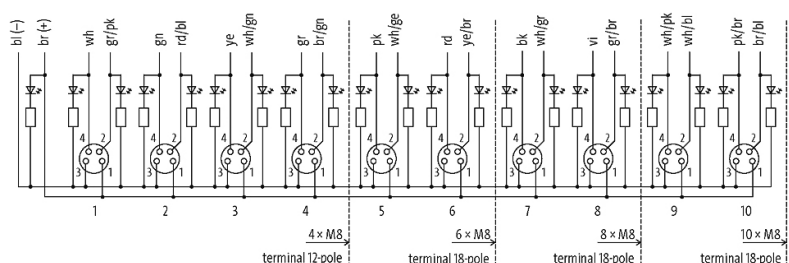 bl (–) br (+) wh gr/pk gn rd/bl ye wh/gn gr br/gn pk wh/ge rd ye/br bk wh/gr vi gr/br wh/pk wh/bl pk/br br/bl
4 2 4 2 4 2 4 2 4 2 4 2 4 2 4 2 4 2 4 2
3 1 3 1 3 1 3 1 3 1 3 1 3 1 3 1 3 1 3 1
1 2 3 4 5 6 7 8 9 10
4 × M8 6 × M8 8 × M8 10 × M8
terminal 12-pole terminal 18-pole terminal 18-pole terminal 18-pole